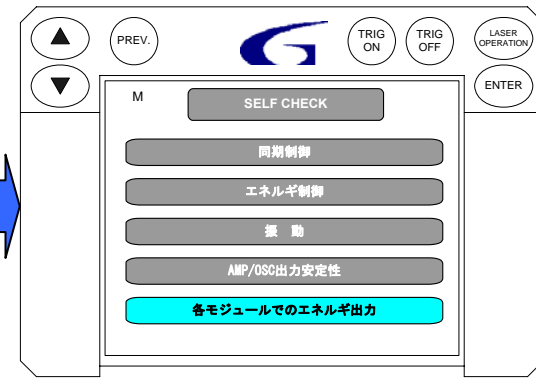 PREV.
TRIG
ON
TRIG
OFF
LASER
OPERATION
ENTER
M
SELF CHECK
同期制御
エネルギ制御
振 動
AMP/OSC出力安定性
各モジュールでのエネルギ出力